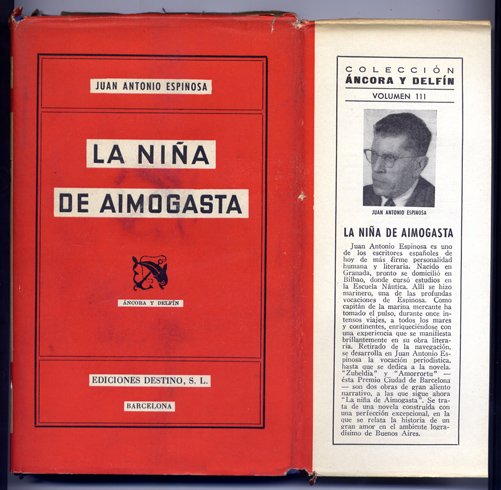 JUAN ANTONIO ESPINOSA
LA NIÑA
DE AIMOGASTA
ÁNCORA Y DELFÍN
EDICIONES DESTINO, S. L.
BARCELONA
COLECCIÓN
ÁNCORA Y DELFÍN
VOLUMEN 111
JUAN ANTONIO ESPINOSA
LA NIÑA DE AIMOGASTA
Juan Antonio Espinosa es uno
de los escritores españoles de
hoy de más firme personalidad
humana y literaria. Nacido en
Granada, pronto se domicilió en
Bilbao, donde cursó estudios en
la Escuela Náutica. Allí se hizo
marinero, una de las profundas
vocaciones de Espinosa. Como
capitán de la marina mercante ha
tomado el pulso, durante once in-
tensos viajes, a todos los mares
y continentes, enriqueciéndose con
una experiencia que se manifiesta
brillantemente en su obra litera-
ria. Retirado de la navegación,
se desarrolla en Juan Antonio Es-
pinosa la vocación periodística,
hasta que se dedica a la novela.
"Zubeldía" y "Amorrortu" —
ésta Premio Ciudad de Barcelona
— son dos obras de gran aliento
narrativo, a las que sigue ahora
"La niña de Aimogasta". Se tra-
ta de una novela construida con
una perfección excepcional, en la
que se relata la historia de un
gran amor en el ambiente logra-
dísimo de Buenos Aires.